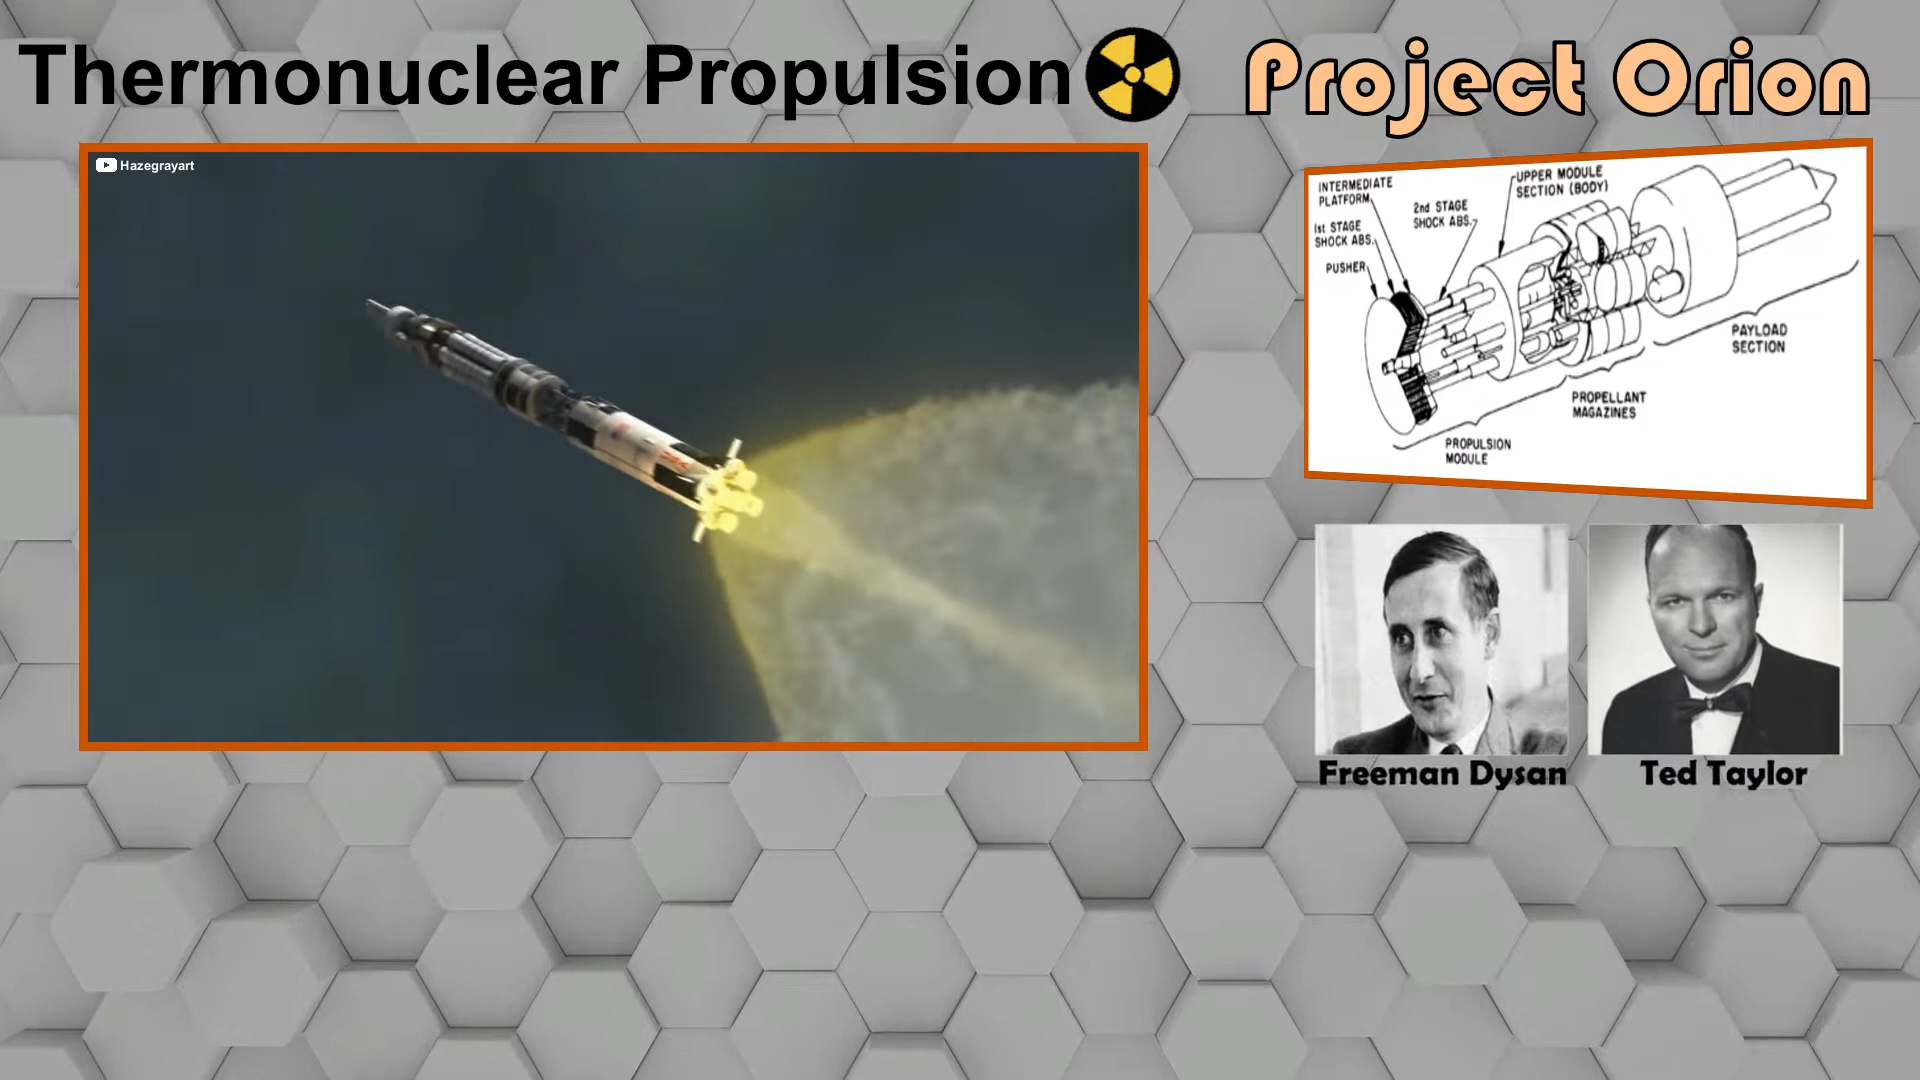 Thermonuclear Propulsion
Project Orion
Hazegrayart
INTERMEDIATE
PLATFORM
1st STAGE
SHOCK ABS.
PUSHER
2nd STAGE
SHOCK ABS.
UPPER MODULE
SECTION (BODY)
PAYLOAD
SECTION
PROPELLANT
MAGAZINES
PROPULSION
MODULE
Freeman Dysan
Ted Taylor